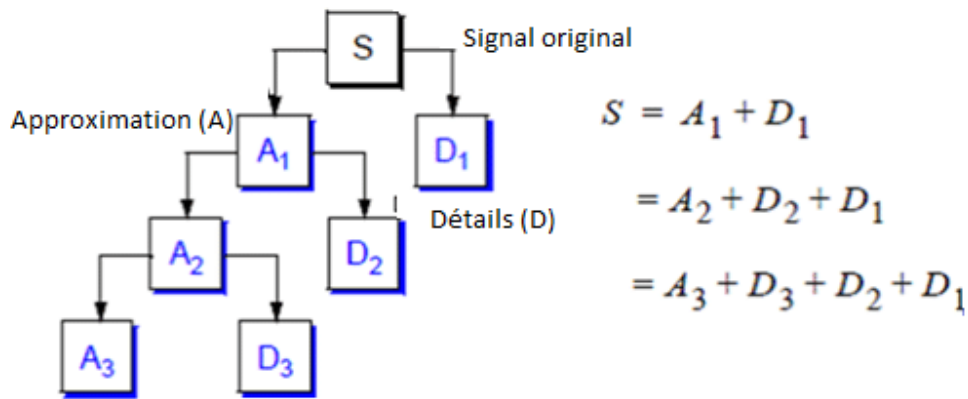 S
Signal original
Approximation (A)
A₁
D₁
S = A₁ + D₁
= A₂ + D₂ + D₁
= A₃ + D₃ + D₂ + D₁
A₂
D₂
Détails (D)
A₃
D₃